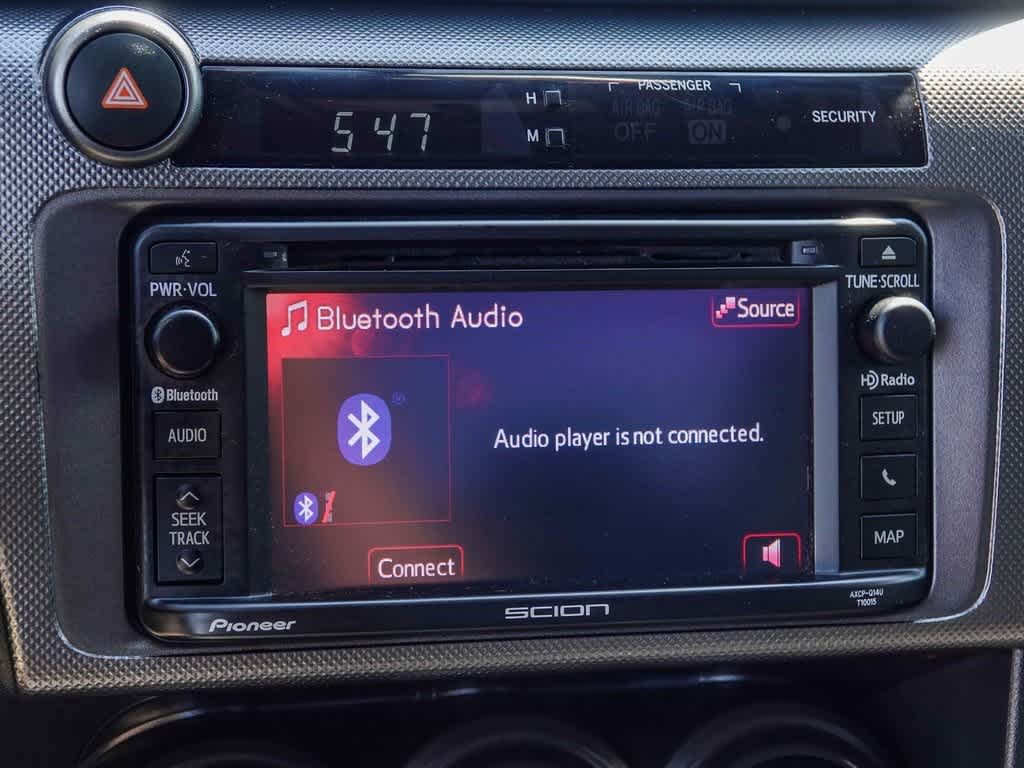 PASSENGER
H
AIR BAG AIR BAG
547
SECURITY
M
OFF ON
PWR·VOL
TUNE·SCROLL
Bluetooth Audio
Source
Bluetooth
HD Radio
AUDIO
SETUP
Audio player is not connected.
SEEK
TRACK
MAP
Connect
Pioneer
SCION
AXCP-Q14U
T10015